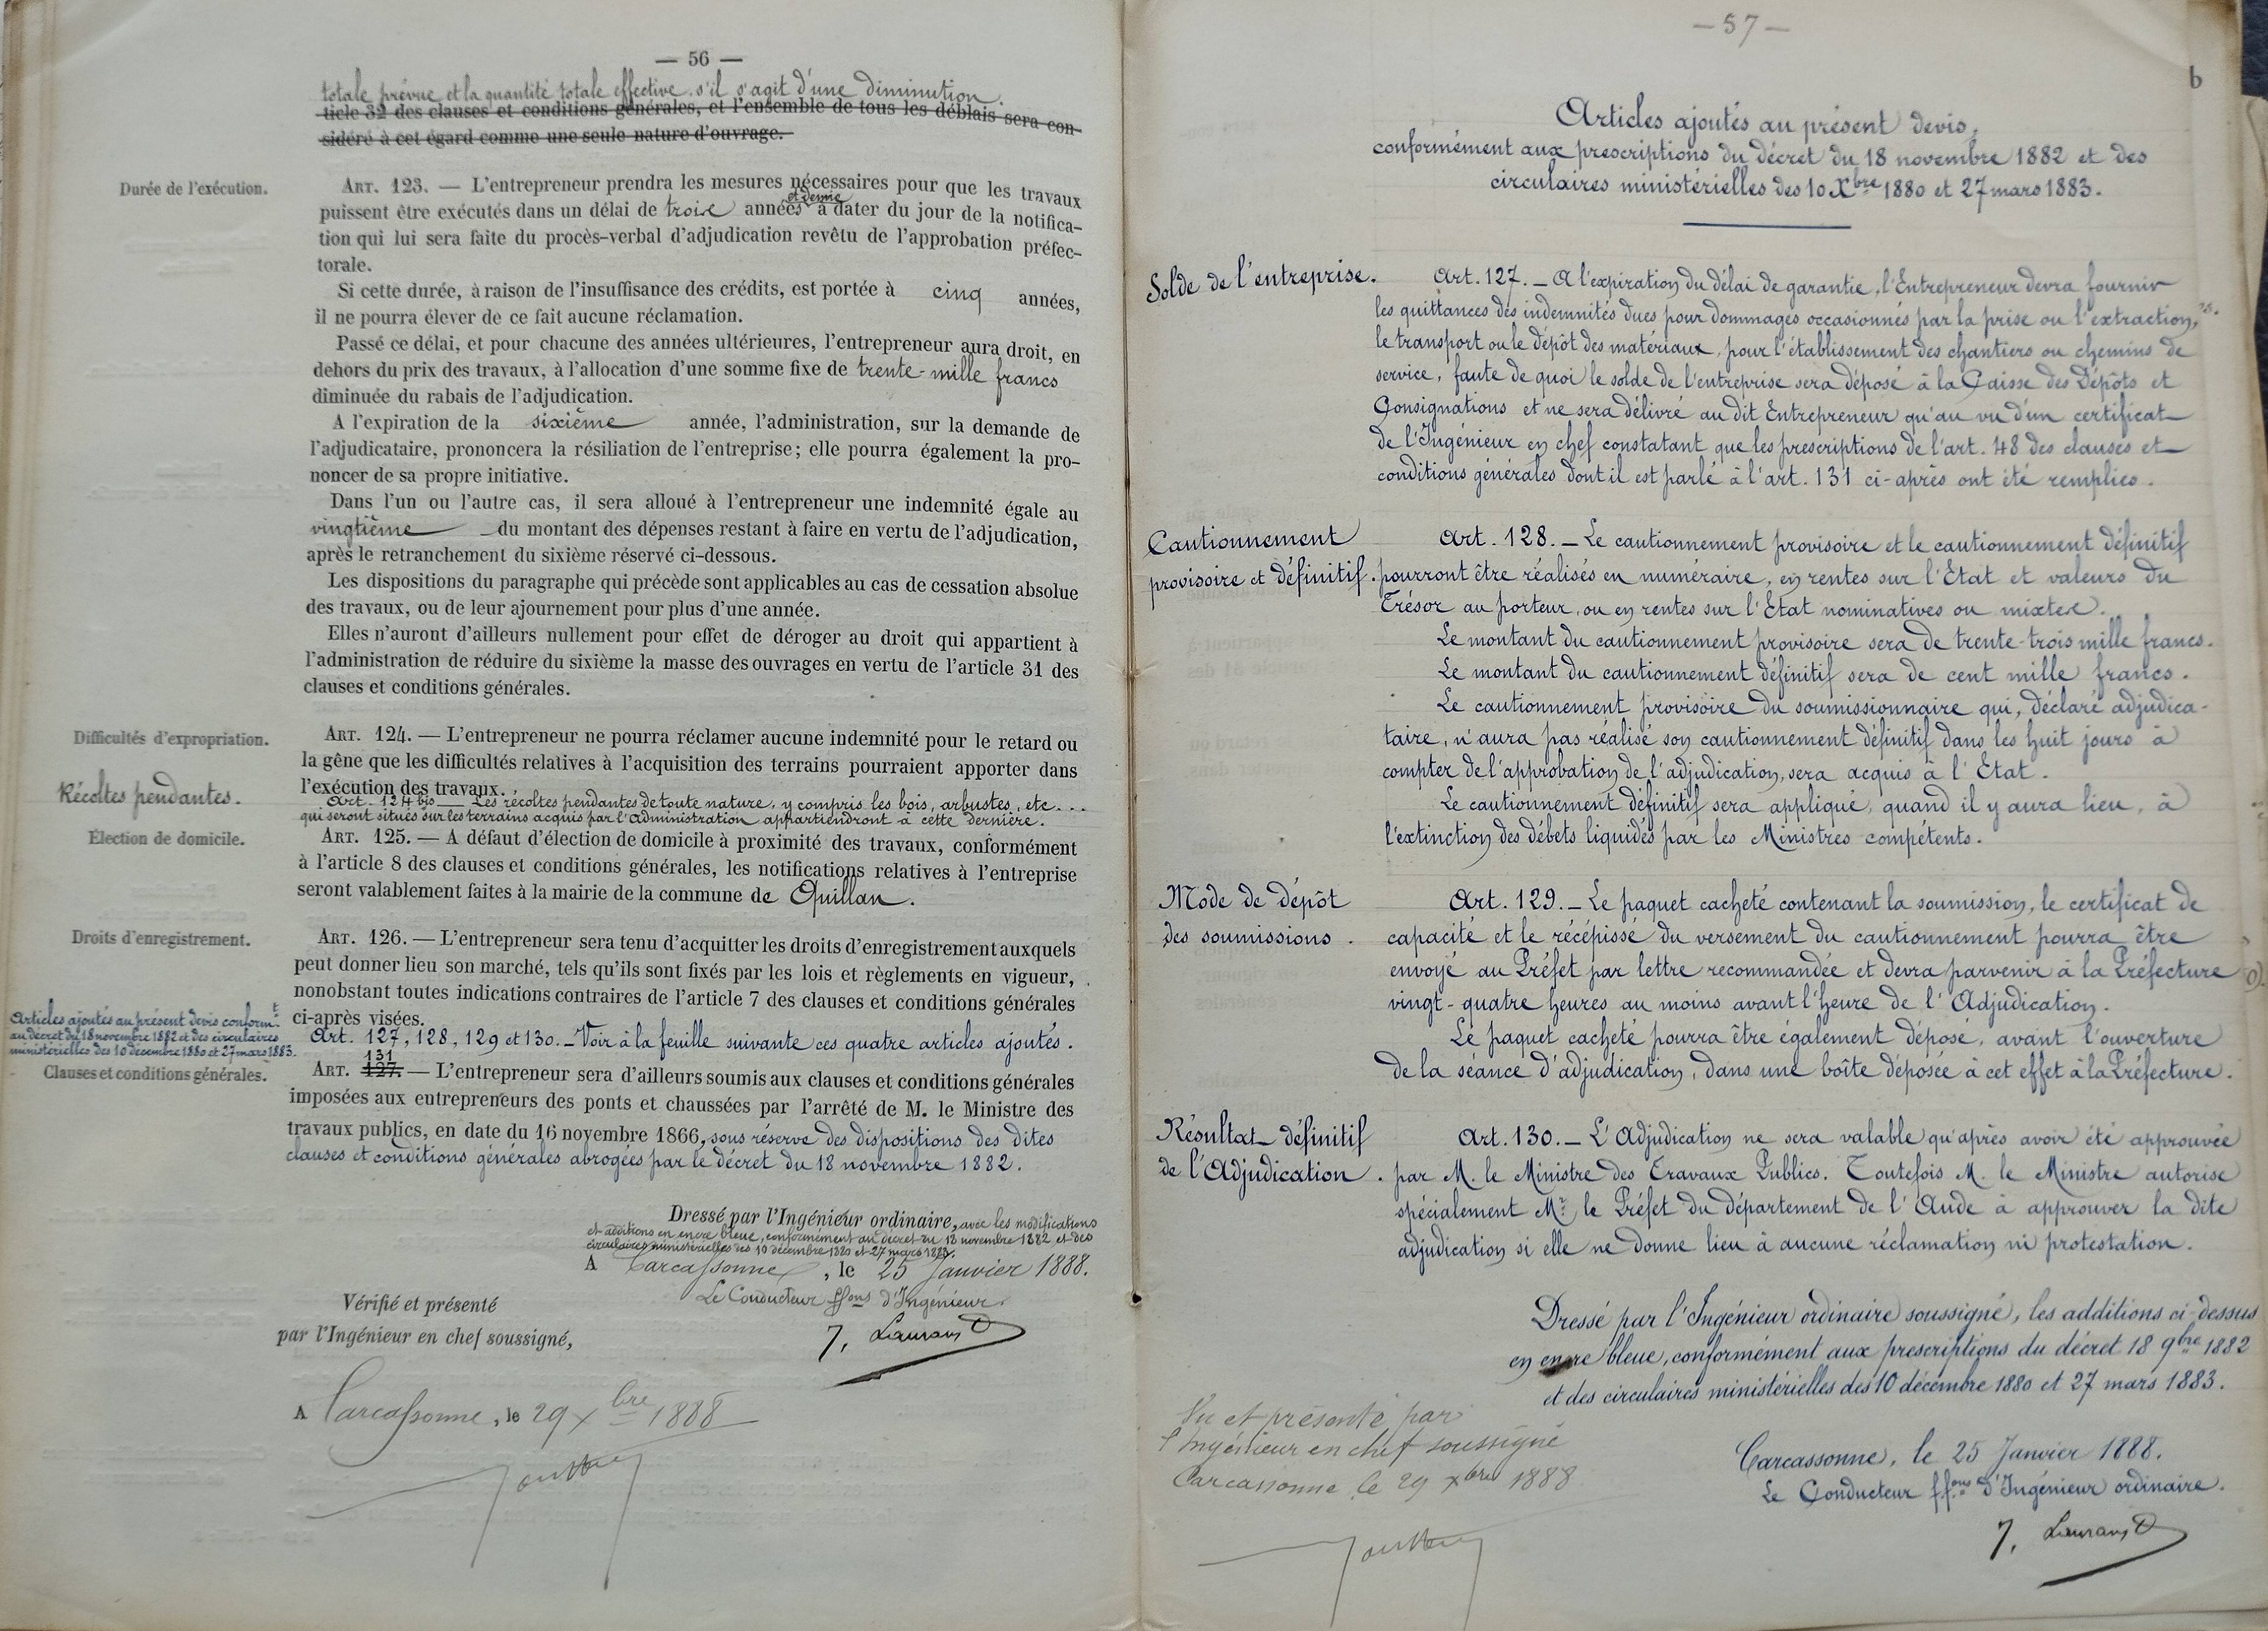 — 56 —
totale prévue et la quantité totale effective, s'il s'agit d'une diminution.
ticle 32 des clauses et conditions générales, et l'ensemble de tous les déblais sera con-
sidéré à cet égard comme une seule nature d'ouvrage.
Durée de l'exécution.
ART. 123. — L'entrepreneur prendra les mesures nécessaires pour que les travaux
et demie
puissent être exécutés dans un délai de trois années à dater du jour de la notifica-
tion qui lui sera faite du procès-verbal d'adjudication revêtu de l'approbation préfec-
torale.
Si cette durée, à raison de l'insuffisance des crédits, est portée à cinq années,
il ne pourra élever de ce fait aucune réclamation.
Passé ce délai, et pour chacune des années ultérieures, l'entrepreneur aura droit, en
dehors du prix des travaux, à l'allocation d'une somme fixe de trente-mille francs
diminuée du rabais de l'adjudication.
A l'expiration de la sixième année, l'administration, sur la demande de
l'adjudicataire, prononcera la résiliation de l'entreprise; elle pourra également la pro-
noncer de sa propre initiative.
Dans l'un ou l'autre cas, il sera alloué à l'entrepreneur une indemnité égale au
vingtième du montant des dépenses restant à faire en vertu de l'adjudication,
après le retranchement du sixième réservé ci-dessous.
Les dispositions du paragraphe qui précède sont applicables au cas de cessation absolue
des travaux, ou de leur ajournement pour plus d'une année.
Elles n'auront d'ailleurs nullement pour effet de déroger au droit qui appartient à
l'administration de réduire du sixième la masse des ouvrages en vertu de l'article 31 des
clauses et conditions générales.
Difficultés d'expropriation.
ART. 124. — L'entrepreneur ne pourra réclamer aucune indemnité pour le retard ou
la gêne que les difficultés relatives à l'acquisition des terrains pourraient apporter dans
l'exécution des travaux.
Récoltes pendantes.
Art. 124 bis — Les récoltes pendantes de toute nature, y compris les bois, arbustes, etc...
qui seront situés sur les terrains acquis par l'Administration appartiendront à cette dernière.
Élection de domicile.
ART. 125. — A défaut d'élection de domicile à proximité des travaux, conformément
à l'article 8 des clauses et conditions générales, les notifications relatives à l'entreprise
seront valablement faites à la mairie de la commune de Quillan.
Droits d'enregistrement.
ART. 126. — L'entrepreneur sera tenu d'acquitter les droits d'enregistrement auxquels
peut donner lieu son marché, tels qu'ils sont fixés par les lois et règlements en vigueur,
nonobstant toutes indications contraires de l'article 7 des clauses et conditions générales
ci-après visées.
Articles ajoutés au présent devis conformt
au décret du 18 novembre 1882 et des circulaires
ministérielles des 10 décembre 1880 et 27 mars 1883.
Art. 127, 128, 129 et 130. — Voir à la feuille suivante ces quatre articles ajoutés.
Clauses et conditions générales.
131
ART. 127. — L'entrepreneur sera d'ailleurs soumis aux clauses et conditions générales
imposées aux entrepreneurs des ponts et chaussées par l'arrêté de M. le Ministre des
travaux publics, en date du 16 novembre 1866, sous réserve des dispositions des dites
clauses et conditions générales abrogées par le décret du 18 novembre 1882.
Dressé par l'Ingénieur ordinaire, avec les modifications
et additions en encre bleue, conformément au décret du 18 novembre 1882 et des
circulaires ministérielles des 10 décembre 1880 et 27 mars 1883.
A Carcassonne, le 25 Janvier 1888.
Le Conducteur ffons d'Ingénieur.
Vérifié et présenté
par l'Ingénieur en chef soussigné,
A Carcassonne, le 29 Xbre 1888
— 57 —
b
Articles ajoutés au présent devis,
conformément aux prescriptions du décret du 18 novembre 1882 et des
circulaires ministérielles des 10 Xbre 1880 et 27 mars 1883.
Solde de l'entreprise.
Art. 127. — A l'expiration du délai de garantie, l'Entrepreneur devra fournir
les quittances des indemnités dues pour dommages occasionnés par la prise ou l'extraction,
le transport ou le dépôt des matériaux, pour l'établissement des chantiers ou chemins de
service, faute de quoi le solde de l'entreprise sera déposé à la Caisse des Dépôts et
Consignations et ne sera délivré au dit Entrepreneur qu'au vu d'un certificat
de l'Ingénieur en chef constatant que les prescriptions de l'art. 48 des clauses et
conditions générales dont il est parlé à l'art. 131 ci-après ont été remplies.
Cautionnement
provisoire et définitif.
Art. 128. — Le cautionnement provisoire et le cautionnement définitif
pourront être réalisés en numéraire, en rentes sur l'Etat et valeurs du
Trésor au porteur, ou en rentes sur l'Etat nominatives ou mixtes.
Le montant du cautionnement provisoire sera de trente-trois mille francs.
Le montant du cautionnement définitif sera de cent mille francs.
Le cautionnement provisoire du soumissionnaire qui, déclaré adjudica-
taire, n'aura pas réalisé son cautionnement définitif dans les huit jours à
compter de l'approbation de l'adjudication, sera acquis à l'Etat.
Le cautionnement définitif sera appliqué, quand il y aura lieu, à
l'extinction des débets liquidés par les Ministres compétents.
Mode de dépôt
des soumissions.
Art. 129. — Le paquet cacheté contenant la soumission, le certificat de
capacité et le récépissé du versement du cautionnement pourra être
envoyé au Préfet par lettre recommandée et devra parvenir à la Préfecture
vingt-quatre heures au moins avant l'heure de l'Adjudication.
Le paquet cacheté pourra être également déposé, avant l'ouverture
de la séance d'adjudication, dans une boîte déposée à cet effet à la Préfecture.
Résultat définitif
de l'Adjudication.
Art. 130. — L'Adjudication ne sera valable qu'après avoir été approuvée
par M. le Ministre des Travaux Publics. Toutefois M. le Ministre autorise
spécialement Mr le Préfet du département de l'Aude à approuver la dite
adjudication si elle ne donne lieu à aucune réclamation ni protestation.
Dressé par l'Ingénieur ordinaire soussigné, les additions ci-dessus
en encre bleue, conformément aux prescriptions du décret 18 9bre 1882
et des circulaires ministérielles des 10 décembre 1880 et 27 mars 1883.
Carcassonne, le 25 Janvier 1888.
Le Conducteur ffons d'Ingénieur ordinaire.
Vu et présenté par
l'Ingénieur en chef soussigné
Carcassonne le 29 Xbre 1888